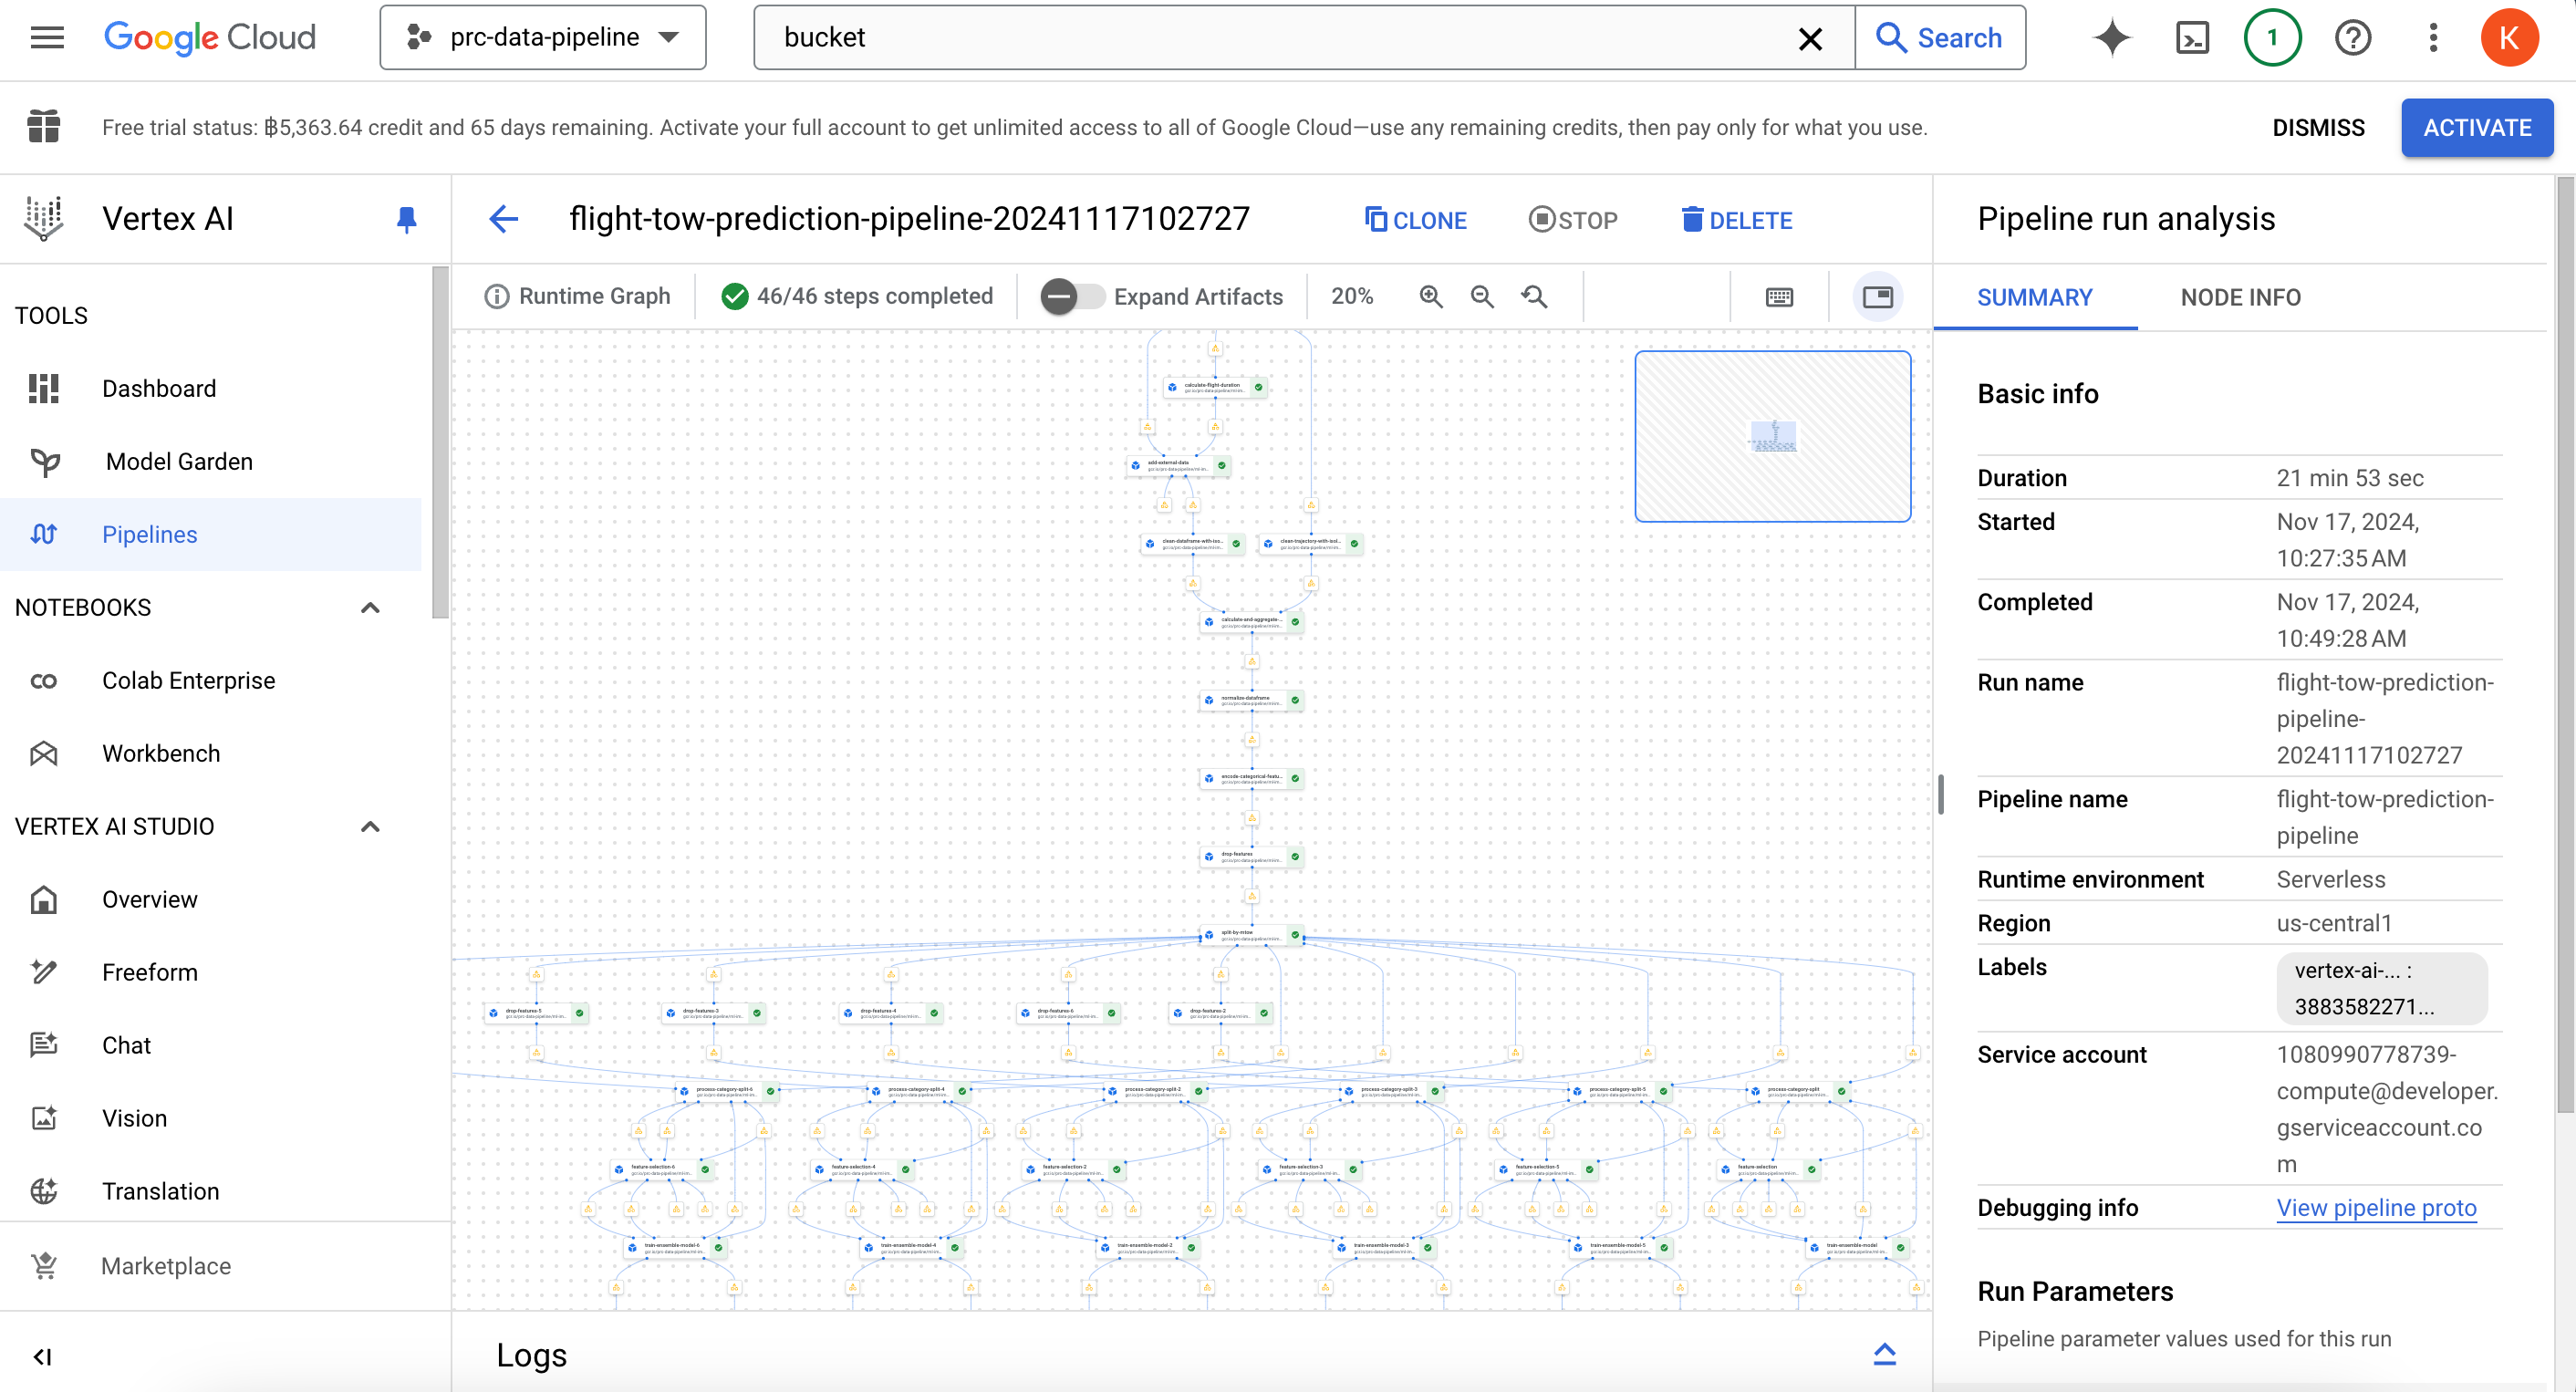 Google Cloud
prc-data-pipeline
bucket
Search
1
K
Free trial status: ฿5,363.64 credit and 65 days remaining. Activate your full account to get unlimited access to all of Google Cloud—use any remaining credits, then pay only for what you use.
DISMISS
ACTIVATE
Vertex AI
TOOLS
Dashboard
Model Garden
Pipelines
NOTEBOOKS
Colab Enterprise
Workbench
VERTEX AI STUDIO
Overview
Freeform
Chat
Vision
Translation
Marketplace
flight-tow-prediction-pipeline-20241117102727
CLONE
STOP
DELETE
Runtime Graph
46/46 steps completed
Expand Artifacts
20%
calculate-flight-duration
add-external-data
clean-dataframe-with-iso...
clean-trajectory-with-isol...
calculate-and-aggregate-...
normalize-dataframe
encode-categorical-featu...
drop-features
split-by-mtow
drop-features-5
drop-features-3
drop-features-4
drop-features-6
drop-features-2
process-category-split-6
process-category-split-4
process-category-split-2
process-category-split-3
process-category-split-5
process-category-split
feature-selection-6
feature-selection-4
feature-selection-2
feature-selection-3
feature-selection-5
feature-selection
train-ensemble-model-6
train-ensemble-model-4
train-ensemble-model-2
train-ensemble-model-3
train-ensemble-model-5
train-ensemble-model
Logs
Pipeline run analysis
SUMMARY
NODE INFO
Basic info
Duration
21 min 53 sec
Started
Nov 17, 2024,
10:27:35 AM
Completed
Nov 17, 2024,
10:49:28 AM
Run name
flight-tow-prediction-
pipeline-
20241117102727
Pipeline name
flight-tow-prediction-
pipeline
Runtime environment
Serverless
Region
us-central1
Labels
vertex-ai-... :
3883582271...
Service account
1080990778739-
compute@developer.
gserviceaccount.co
m
Debugging info
View pipeline proto
Run Parameters
Pipeline parameter values used for this run